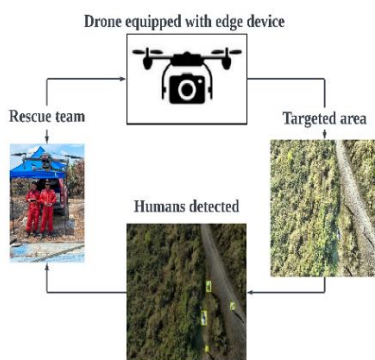 Drone equipped with edge device
Rescue team
Targeted area
Humans detected